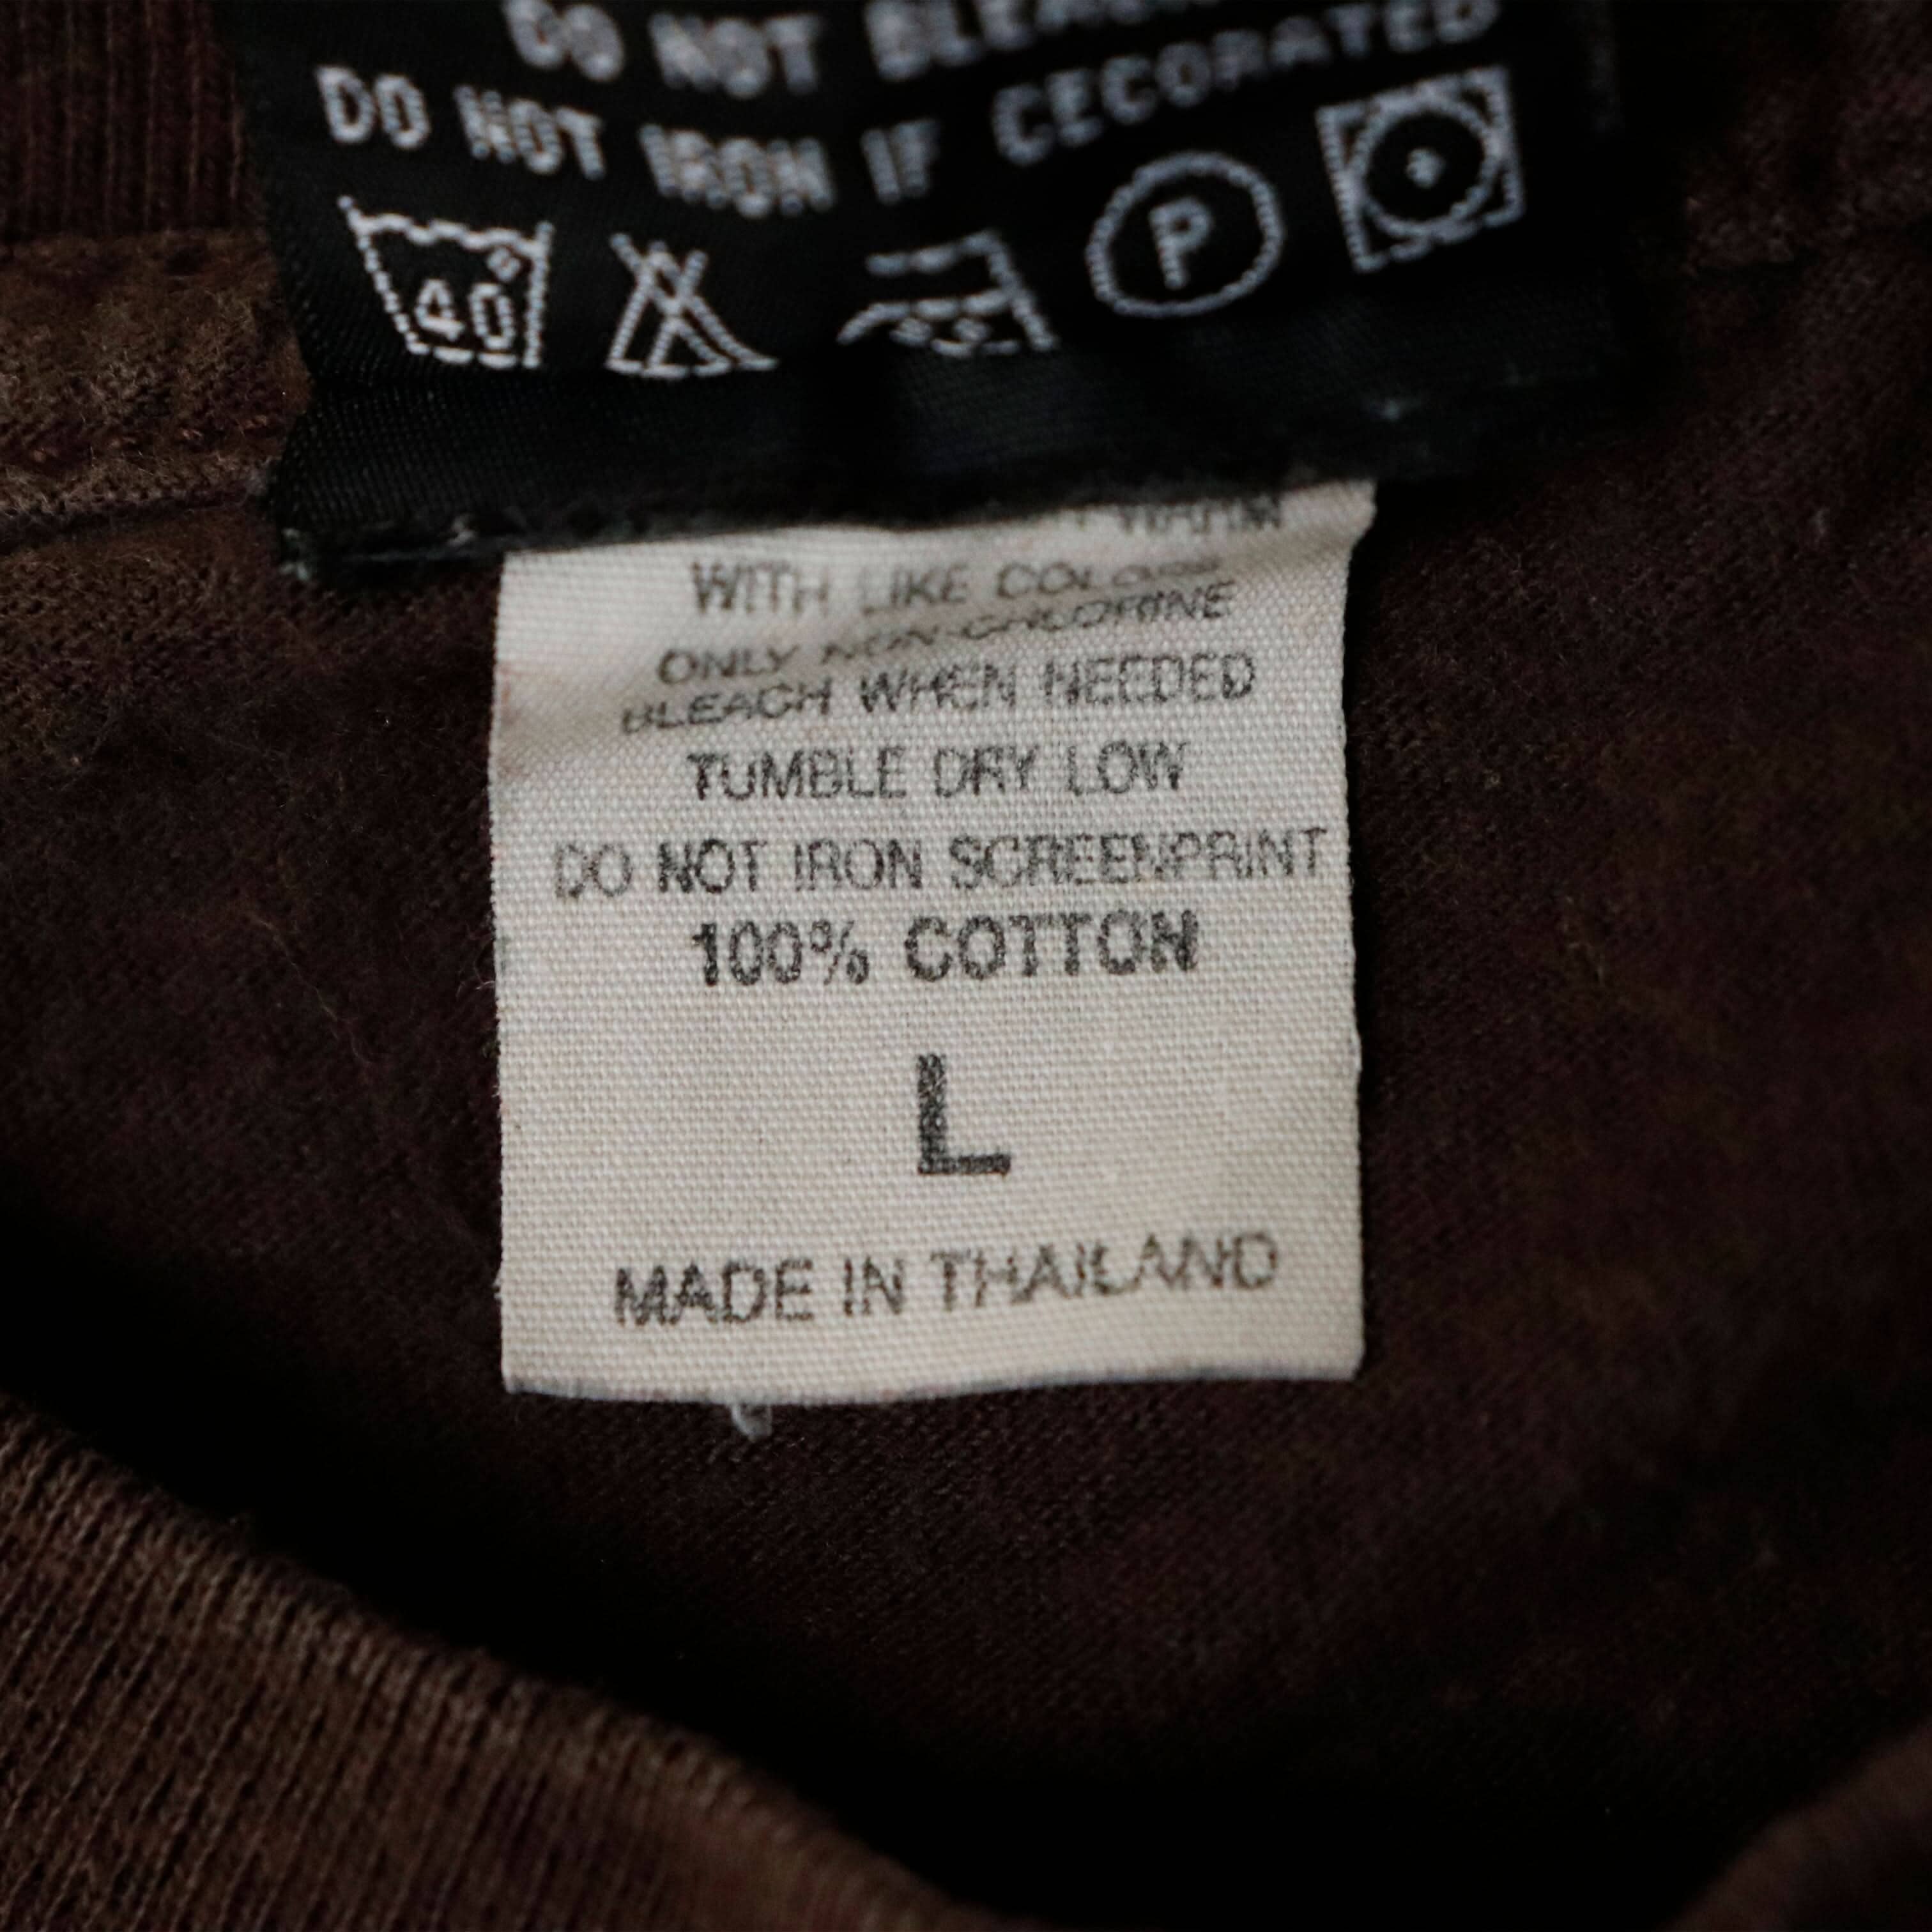 DO NOT BLEACH
DO NOT IRON IF CECORATED
40°
P
WARM
WITH LIKE COLORS
ONLY NON-CHLORINE
BLEACH WHEN NEEDED
TUMBLE DRY LOW
DO NOT IRON SCREENPRINT
100% COTTON
L
MADE IN THAILAND